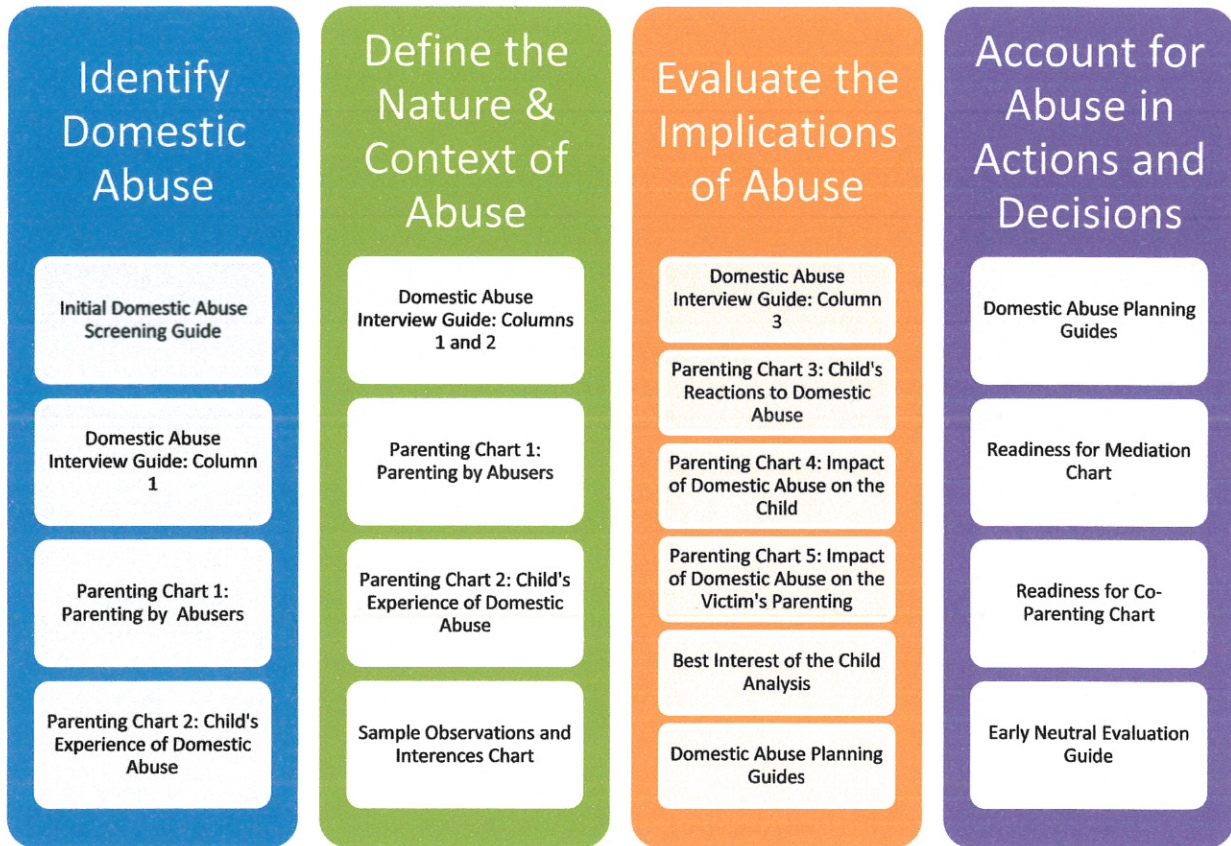 Identify
Domestic
Abuse
Initial Domestic Abuse
Screening Guide
Domestic Abuse
Interview Guide: Column
1
Parenting Chart 1:
Parenting by Abusers
Parenting Chart 2: Child's
Experience of Domestic
Abuse
Define the
Nature &
Context of
Abuse
Domestic Abuse
Interview Guide: Columns
1 and 2
Parenting Chart 1:
Parenting by Abusers
Parenting Chart 2: Child's
Experience of Domestic
Abuse
Sample Observations and
Interences Chart
Evaluate the
Implications
of Abuse
Domestic Abuse
Interview Guide: Column
3
Parenting Chart 3: Child's
Reactions to Domestic
Abuse
Parenting Chart 4: Impact
of Domestic Abuse on the
Child
Parenting Chart 5: Impact
of Domestic Abuse on the
Victim's Parenting
Best Interest of the Child
Analysis
Domestic Abuse Planning
Guides
Account for
Abuse in
Actions and
Decisions
Domestic Abuse Planning
Guides
Readiness for Mediation
Chart
Readiness for Co-
Parenting Chart
Early Neutral Evaluation
Guide